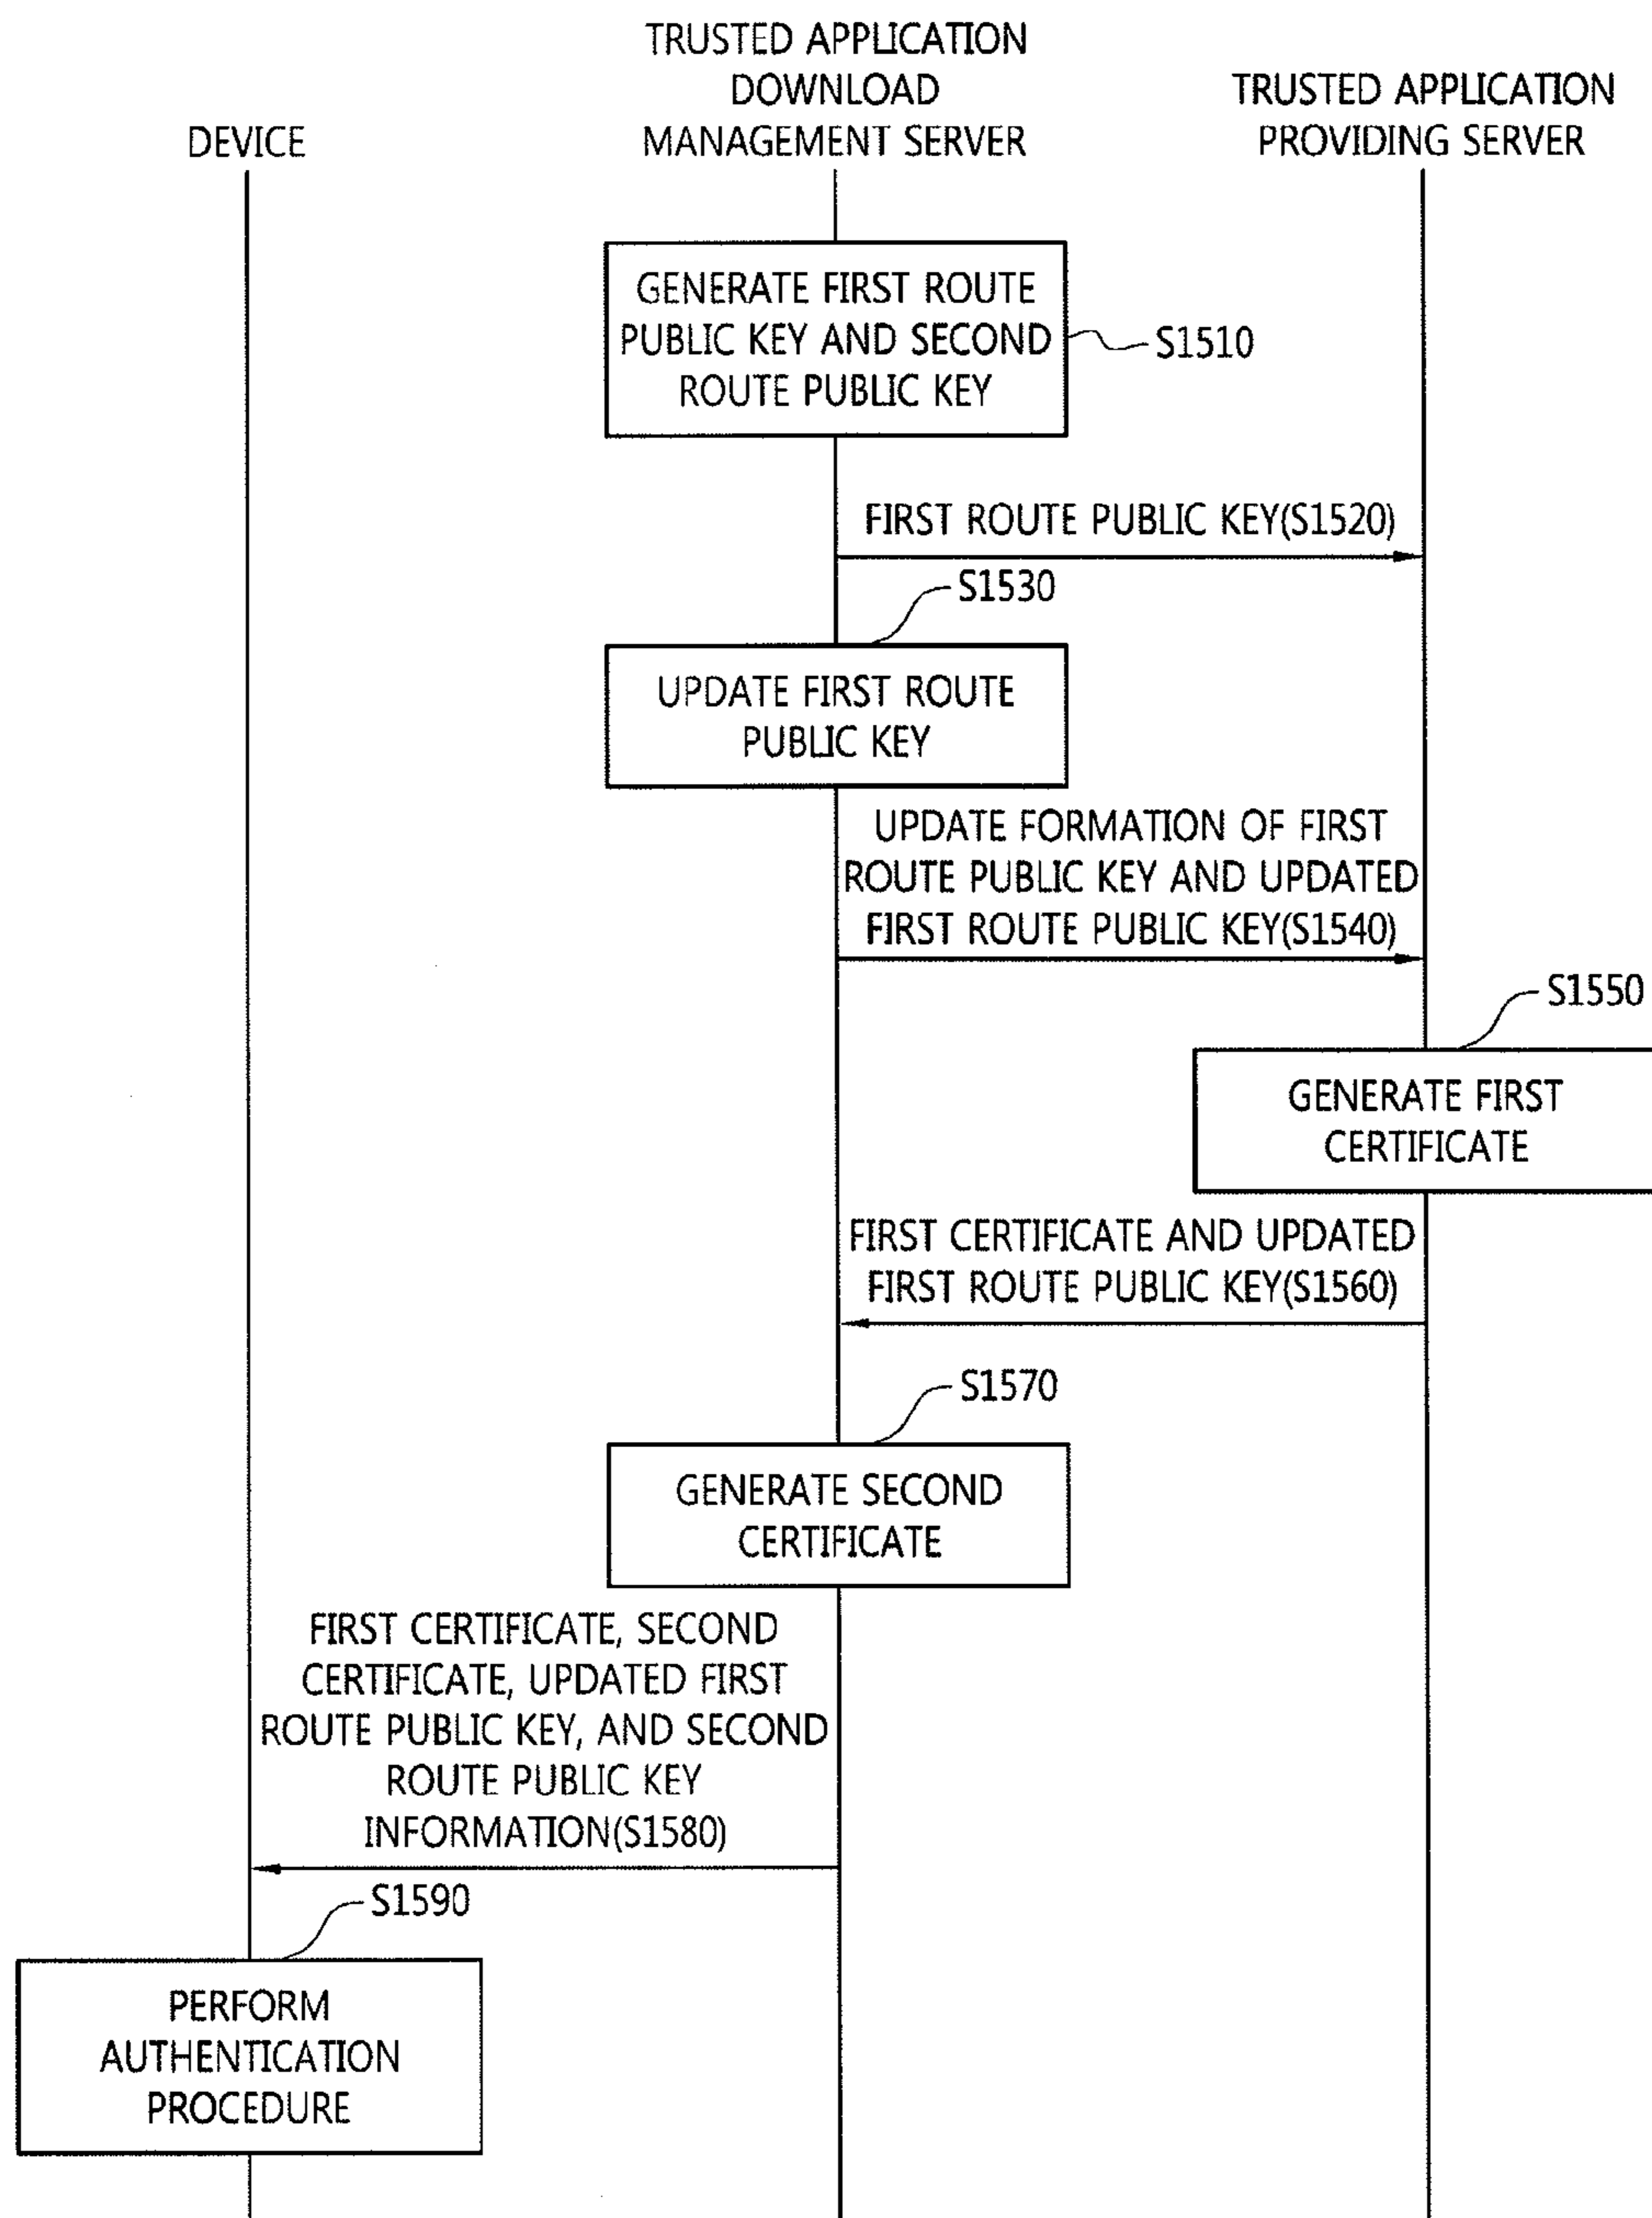 TRUSTED APPLICATION
DOWNLOAD
MANAGEMENT SERVER
TRUSTED APPLICATION
PROVIDING SERVER
DEVICE
GENERATE FIRST ROUTE
PUBLIC KEY AND SECOND
ROUTE PUBLIC KEY
S1510
FIRST ROUTE PUBLIC KEY(S1520)
S1530
UPDATE FIRST ROUTE
PUBLIC KEY
UPDATE FORMATION OF FIRST
ROUTE PUBLIC KEY AND UPDATED
FIRST ROUTE PUBLIC KEY(S1540)
S1550
GENERATE FIRST
CERTIFICATE
FIRST CERTIFICATE AND UPDATED
FIRST ROUTE PUBLIC KEY(S1560)
S1570
GENERATE SECOND
CERTIFICATE
FIRST CERTIFICATE, SECOND
CERTIFICATE, UPDATED FIRST
ROUTE PUBLIC KEY, AND SECOND
ROUTE PUBLIC KEY
INFORMATION(S1580)
S1590
PERFORM
AUTHENTICATION
PROCEDURE